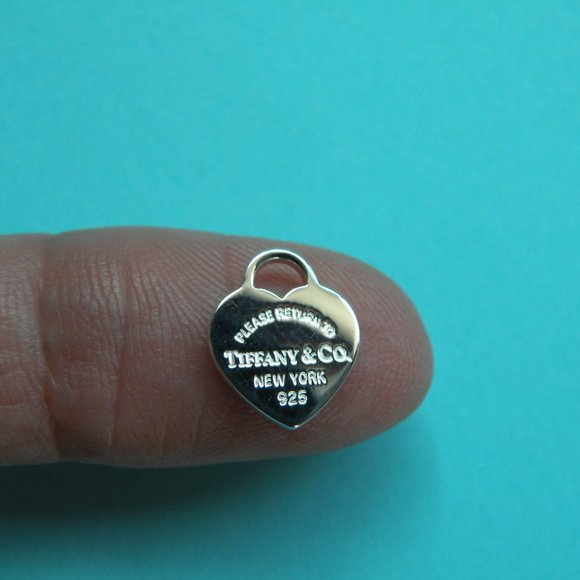 PLEASE RETURN TO
TIFFANY & CO.
NEW YORK
925